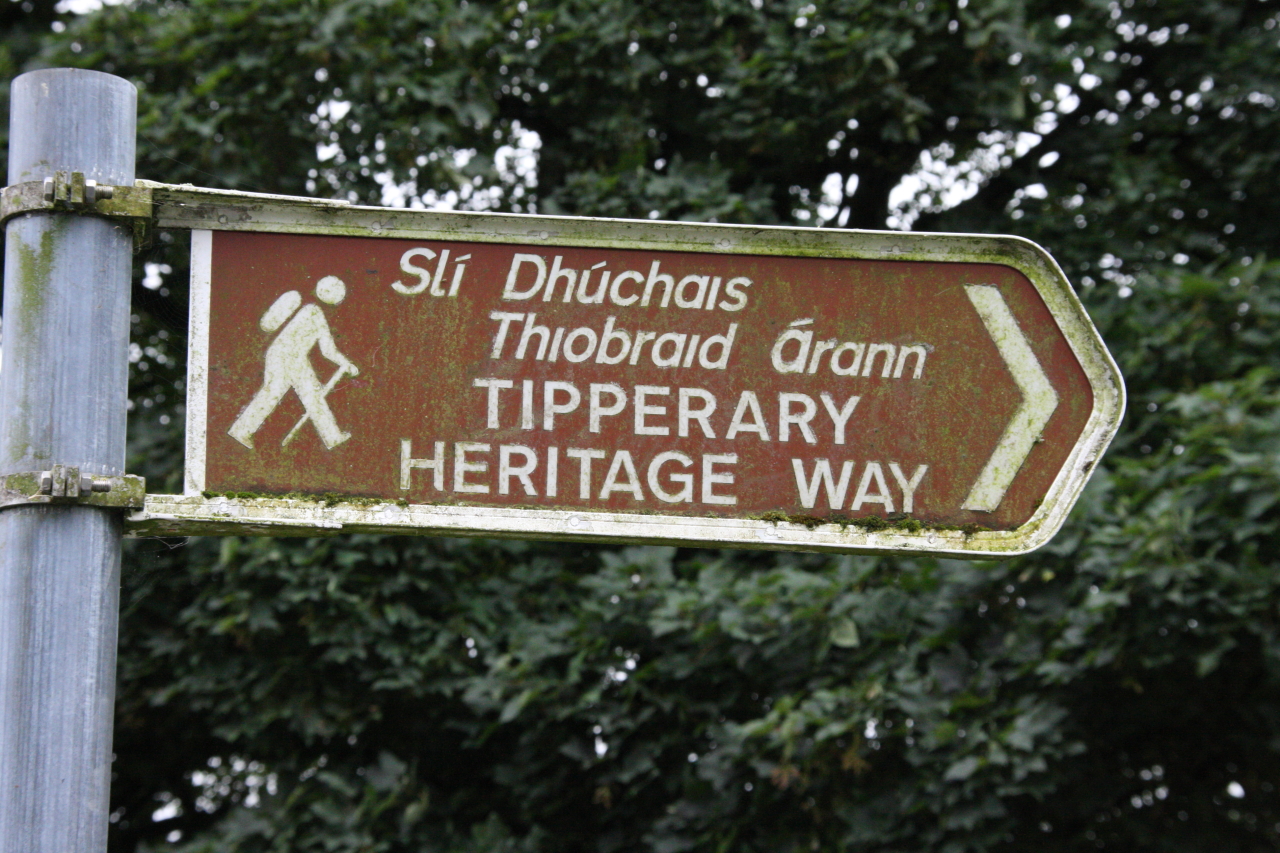 Slí Dhúchais
Thiobraid árann
TIPPERARY
HERITAGE WAY